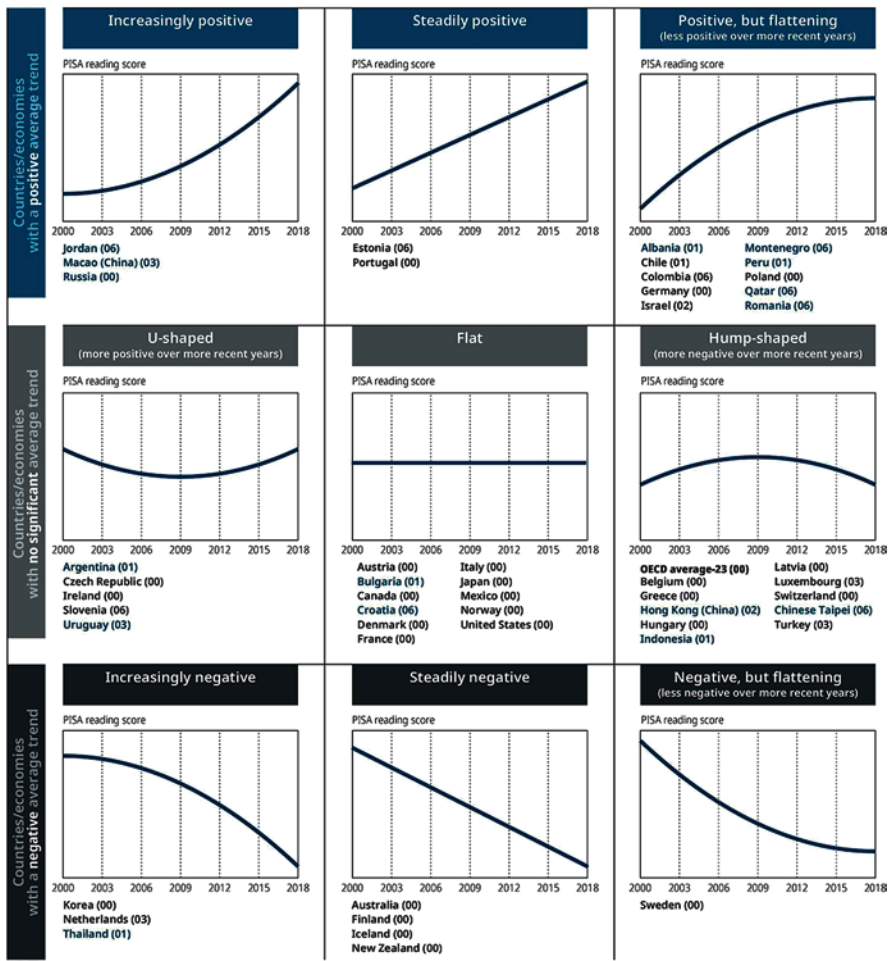 Countries/economies
with a positive average trend
Increasingly positive
PISA reading score
2000 2003 2006 2009 2012 2015 2018
Jordan (06)
Macao (China) (03)
Russia (00)
Steadily positive
PISA reading score
2000 2003 2006 2009 2012 2015 2018
Estonia (06)
Portugal (00)
Positive, but flattening
(less positive over more recent years)
PISA reading score
2000 2003 2006 2009 2012 2015 2018
Albania (01)
Chile (01)
Colombia (06)
Germany (00)
Israel (02)
Montenegro (06)
Peru (01)
Poland (00)
Qatar (06)
Romania (06)
Countries/economies
with no significant average trend
U-shaped
(more positive over more recent years)
PISA reading score
2000 2003 2006 2009 2012 2015 2018
Argentina (01)
Czech Republic (00)
Ireland (00)
Slovenia (06)
Uruguay (03)
Flat
PISA reading score
2000 2003 2006 2009 2012 2015 2018
Austria (00)
Bulgaria (01)
Canada (00)
Croatia (06)
Denmark (00)
France (00)
Italy (00)
Japan (00)
Mexico (00)
Norway (00)
United States (00)
Hump-shaped
(more negative over more recent years)
PISA reading score
2000 2003 2006 2009 2012 2015 2018
OECD average-23 (00)
Belgium (00)
Greece (00)
Hong Kong (China) (02)
Hungary (00)
Indonesia (01)
Latvia (00)
Luxembourg (03)
Switzerland (00)
Chinese Taipei (06)
Turkey (03)
Countries/economies
with a negative average trend
Increasingly negative
PISA reading score
2000 2003 2006 2009 2012 2015 2018
Korea (00)
Netherlands (03)
Thailand (01)
Steadily negative
PISA reading score
2000 2003 2006 2009 2012 2015 2018
Australia (00)
Finland (00)
Iceland (00)
New Zealand (00)
Negative, but flattening
(less negative over more recent years)
PISA reading score
2000 2003 2006 2009 2012 2015 2018
Sweden (00)